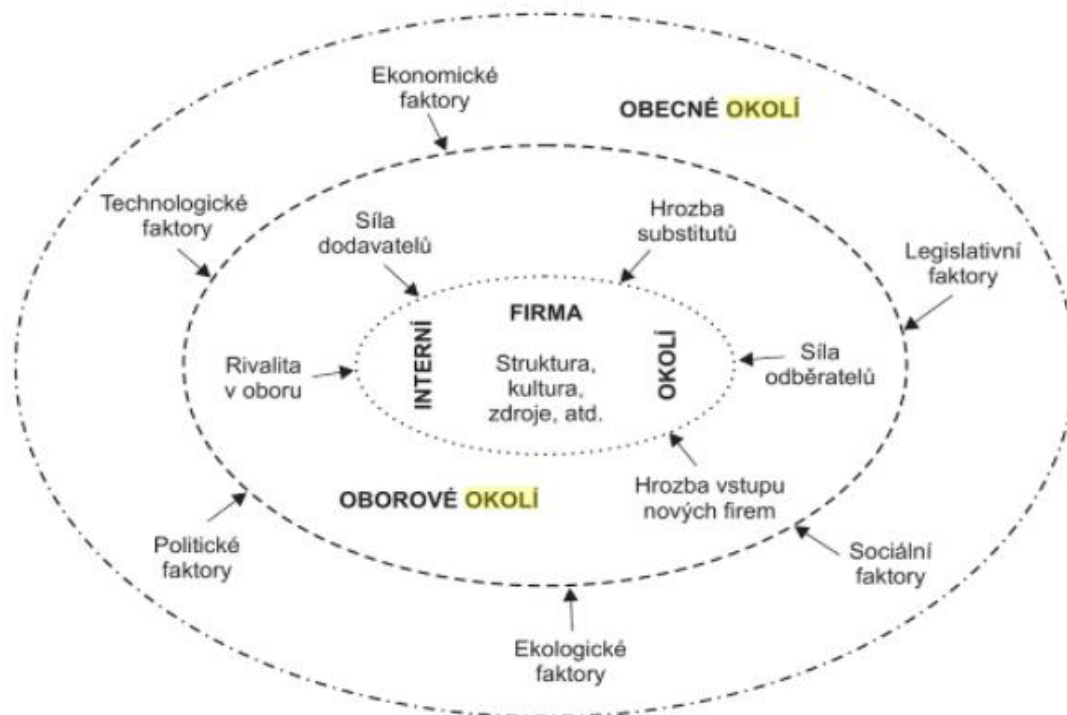 Ekonomické
faktory
OBECNÉ OKOLÍ
Technologické
faktory
Síla
dodavatelů
Hrozba
substitutů
Legislativní
faktory
FIRMA
INTERNÍ
OKOLÍ
Struktura,
kultura,
zdroje, atd.
Rivalita
v oboru
Síla
odběratelů
OBOROVÉ OKOLÍ
Hrozba vstupu
nových firem
Politické
faktory
Sociální
faktory
Ekologické
faktory